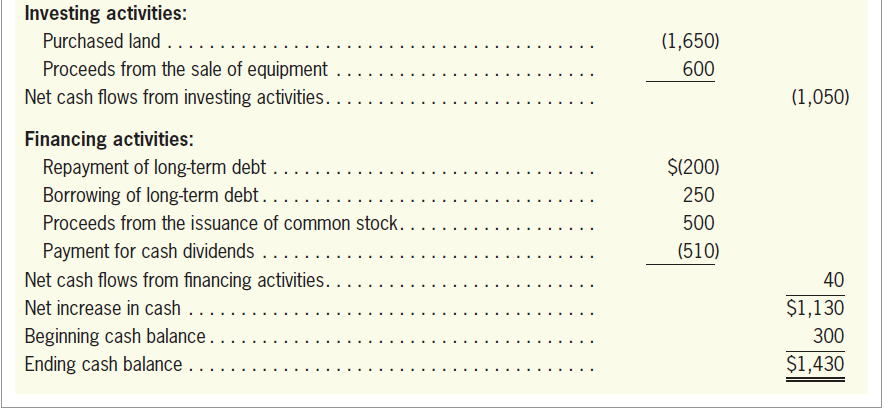 Investing activities:
Purchased land . . . . . . . . . . . . . . . . . . . . . . . . . . . . . . . . . . . . . . . . . (1,650)
Proceeds from the sale of equipment . . . . . . . . . . . . . . . . . . . . . . . . . 600
Net cash flows from investing activities. . . . . . . . . . . . . . . . . . . . . . . . . . (1,050)
Financing activities:
Repayment of long-term debt . . . . . . . . . . . . . . . . . . . . . . . . . . . . . . . $(200)
Borrowing of long-term debt . . . . . . . . . . . . . . . . . . . . . . . . . . . . . . . . 250
Proceeds from the issuance of common stock. . . . . . . . . . . . . . . . . . . 500
Payment for cash dividends . . . . . . . . . . . . . . . . . . . . . . . . . . . . . . . . (510)
Net cash flows from financing activities. . . . . . . . . . . . . . . . . . . . . . . . . . 40
Net increase in cash . . . . . . . . . . . . . . . . . . . . . . . . . . . . . . . . . . . . . . . $1,130
Beginning cash balance . . . . . . . . . . . . . . . . . . . . . . . . . . . . . . . . . . . . . 300
Ending cash balance . . . . . . . . . . . . . . . . . . . . . . . . . . . . . . . . . . . . . . . $1,430